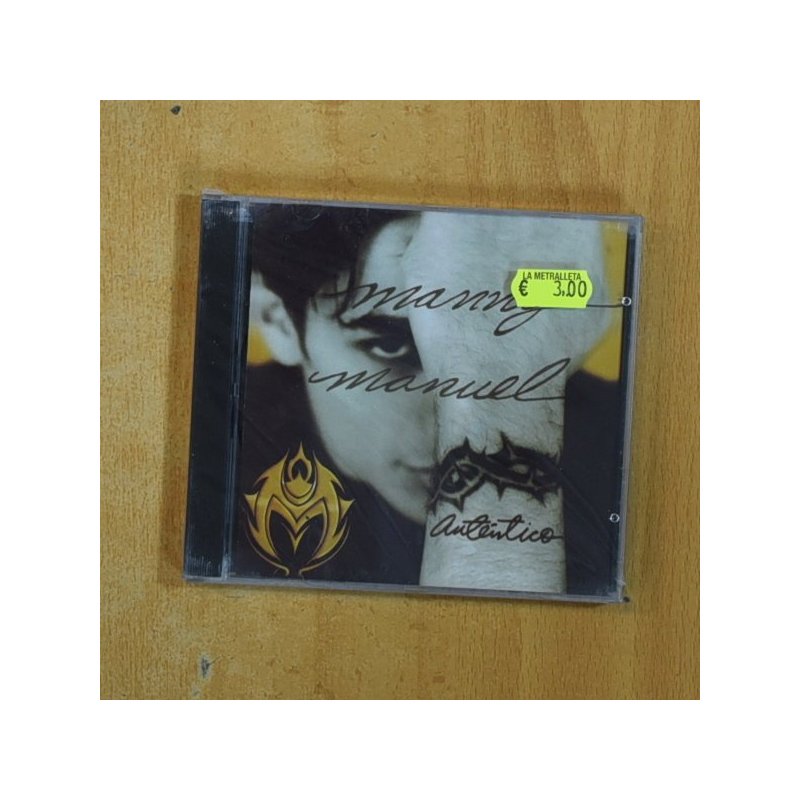 LA METRALLETA
€ 3.00
manny
manuel
auténtico